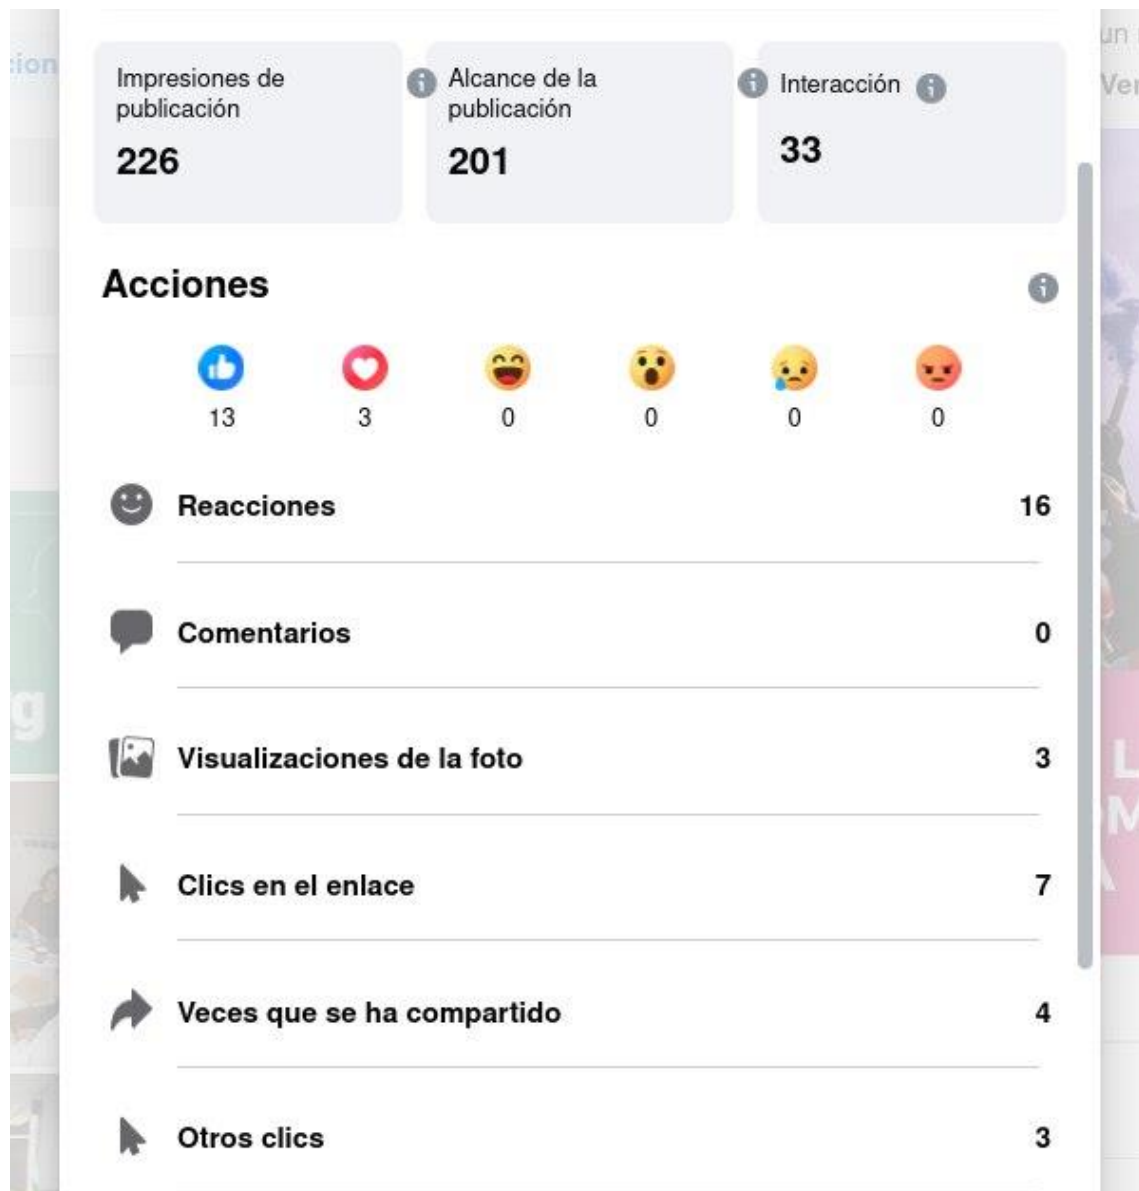 Impresiones de
publicación
226
Alcance de la
publicación
201
Interacción
33
Acciones
13 3 0 0 0 0
Reacciones 16
Comentarios 0
Visualizaciones de la foto 3
Clics en el enlace 7
Veces que se ha compartido 4
Otros clics 3